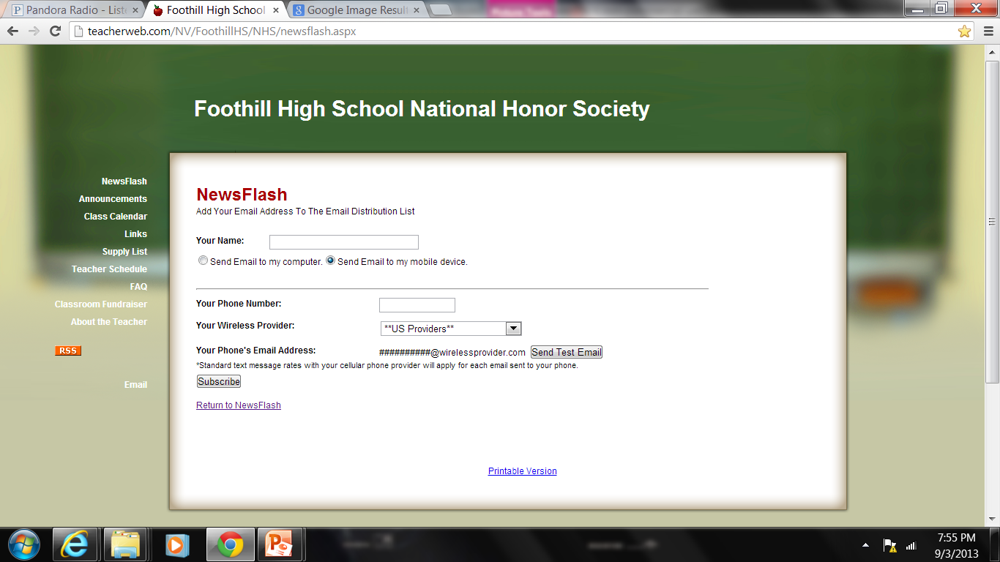 Pandora Radio - Liste
Foothill High School
Google Image Result
teacherweb.com/NV/FoothillHS/NHS/newsflash.aspx
Foothill High School National Honor Society
NewsFlash
Announcements
Class Calendar
Links
Supply List
Teacher Schedule
FAQ
Classroom Fundraiser
About the Teacher
RSS
Email
NewsFlash
Add Your Email Address To The Email Distribution List
Your Name:
Send Email to my computer. Send Email to my mobile device.
Your Phone Number:
Your Wireless Provider: **US Providers**
Your Phone's Email Address: ##########@wirelessprovider.com Send Test Email
*Standard text message rates with your cellular phone provider will apply for each email sent to your phone.
Subscribe
Return to NewsFlash
Printable Version
7:55 PM
9/3/2013